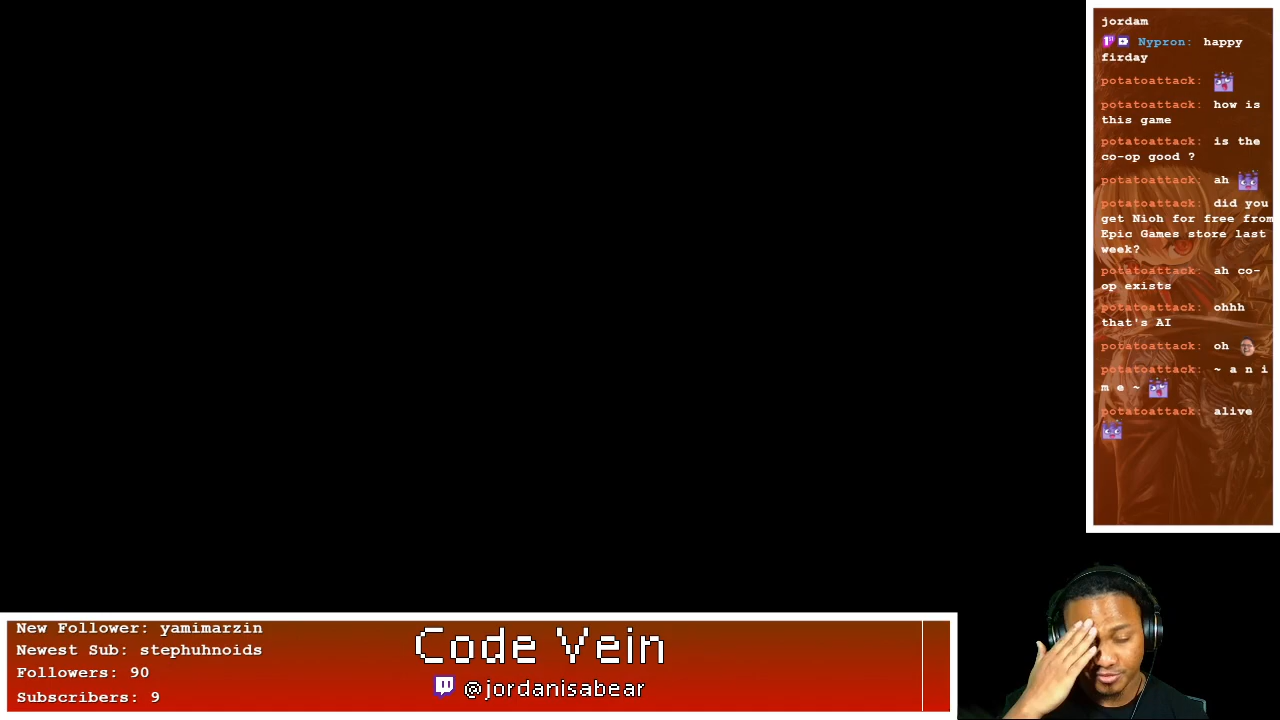 jordam
Nypron: happy
firday
potatoattack:
potatoattack: how is
this game
potatoattack: is the
co-op good ?
potatoattack: ah
potatoattack: did you
get Nioh for free from
Epic Games store last
week?
potatoattack: ah co-
op exists
potatoattack: ohhh
that's AI
potatoattack: oh
potatoattack: ~ a n i
m e ~
potatoattack: alive
New Follower: yamimarzin
Newest Sub: stephuhnoids
Followers: 90
Subscribers: 9
Code Vein
@jordanisabear